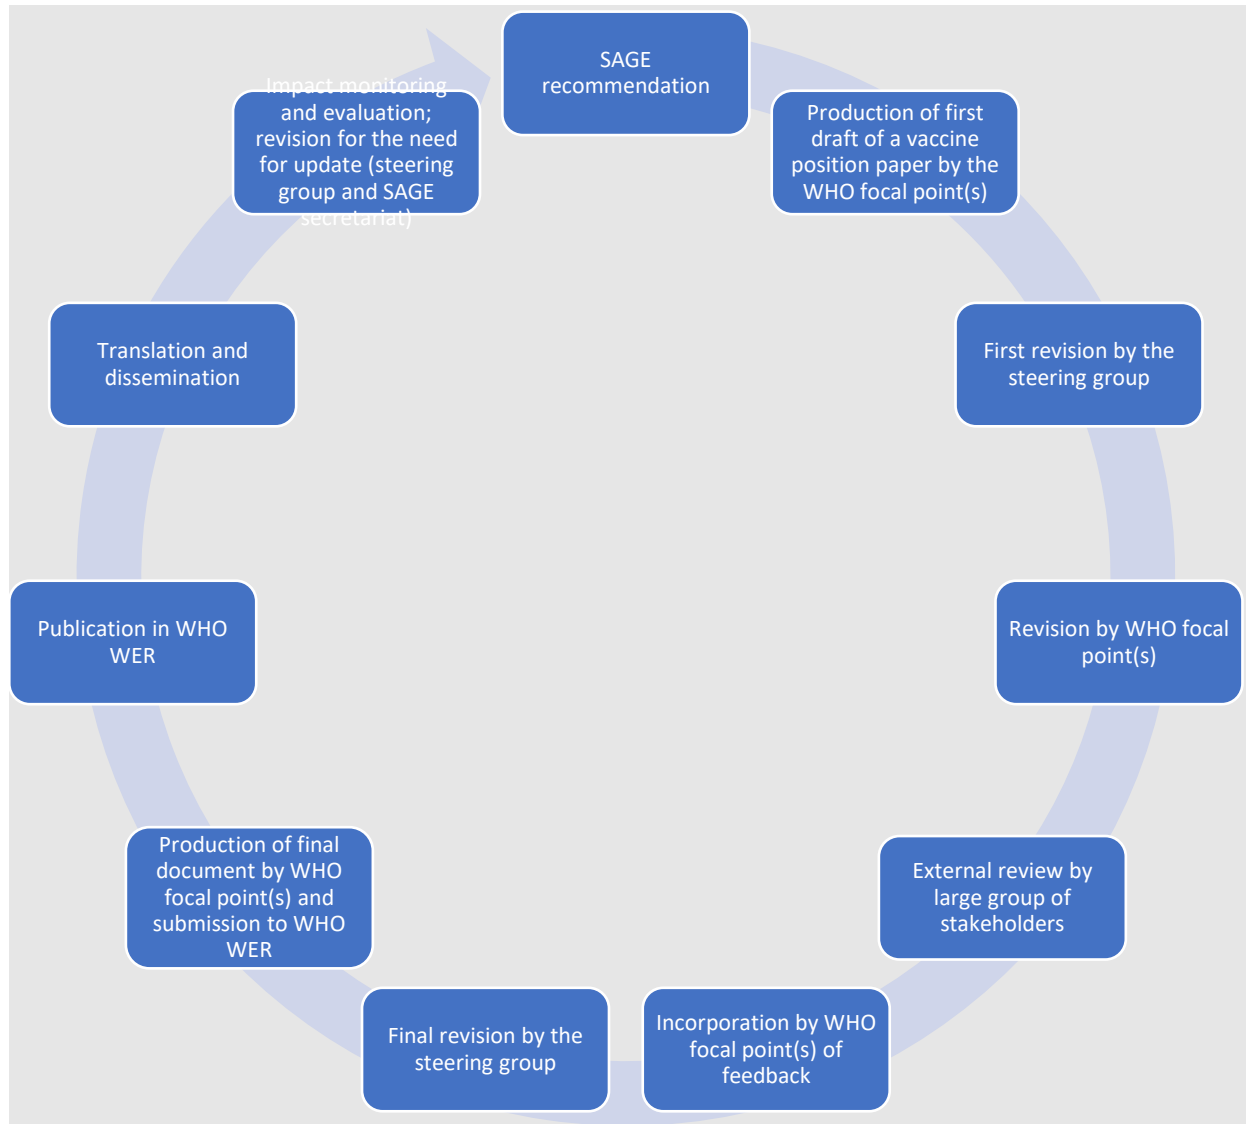 SAGE
recommendation
Production of first
draft of a vaccine
position paper by the
WHO focal point(s)
First revision by the
steering group
Revision by WHO focal
point(s)
External review by
large group of
stakeholders
Incorporation by WHO
focal point(s) of
feedback
Final revision by the
steering group
Production of final
document by WHO
focal point(s) and
submission to WHO
WER
Publication in WHO
WER
Translation and
dissemination
Impact monitoring
and evaluation;
revision for the need
for update (steering
group and SAGE
secretariat)